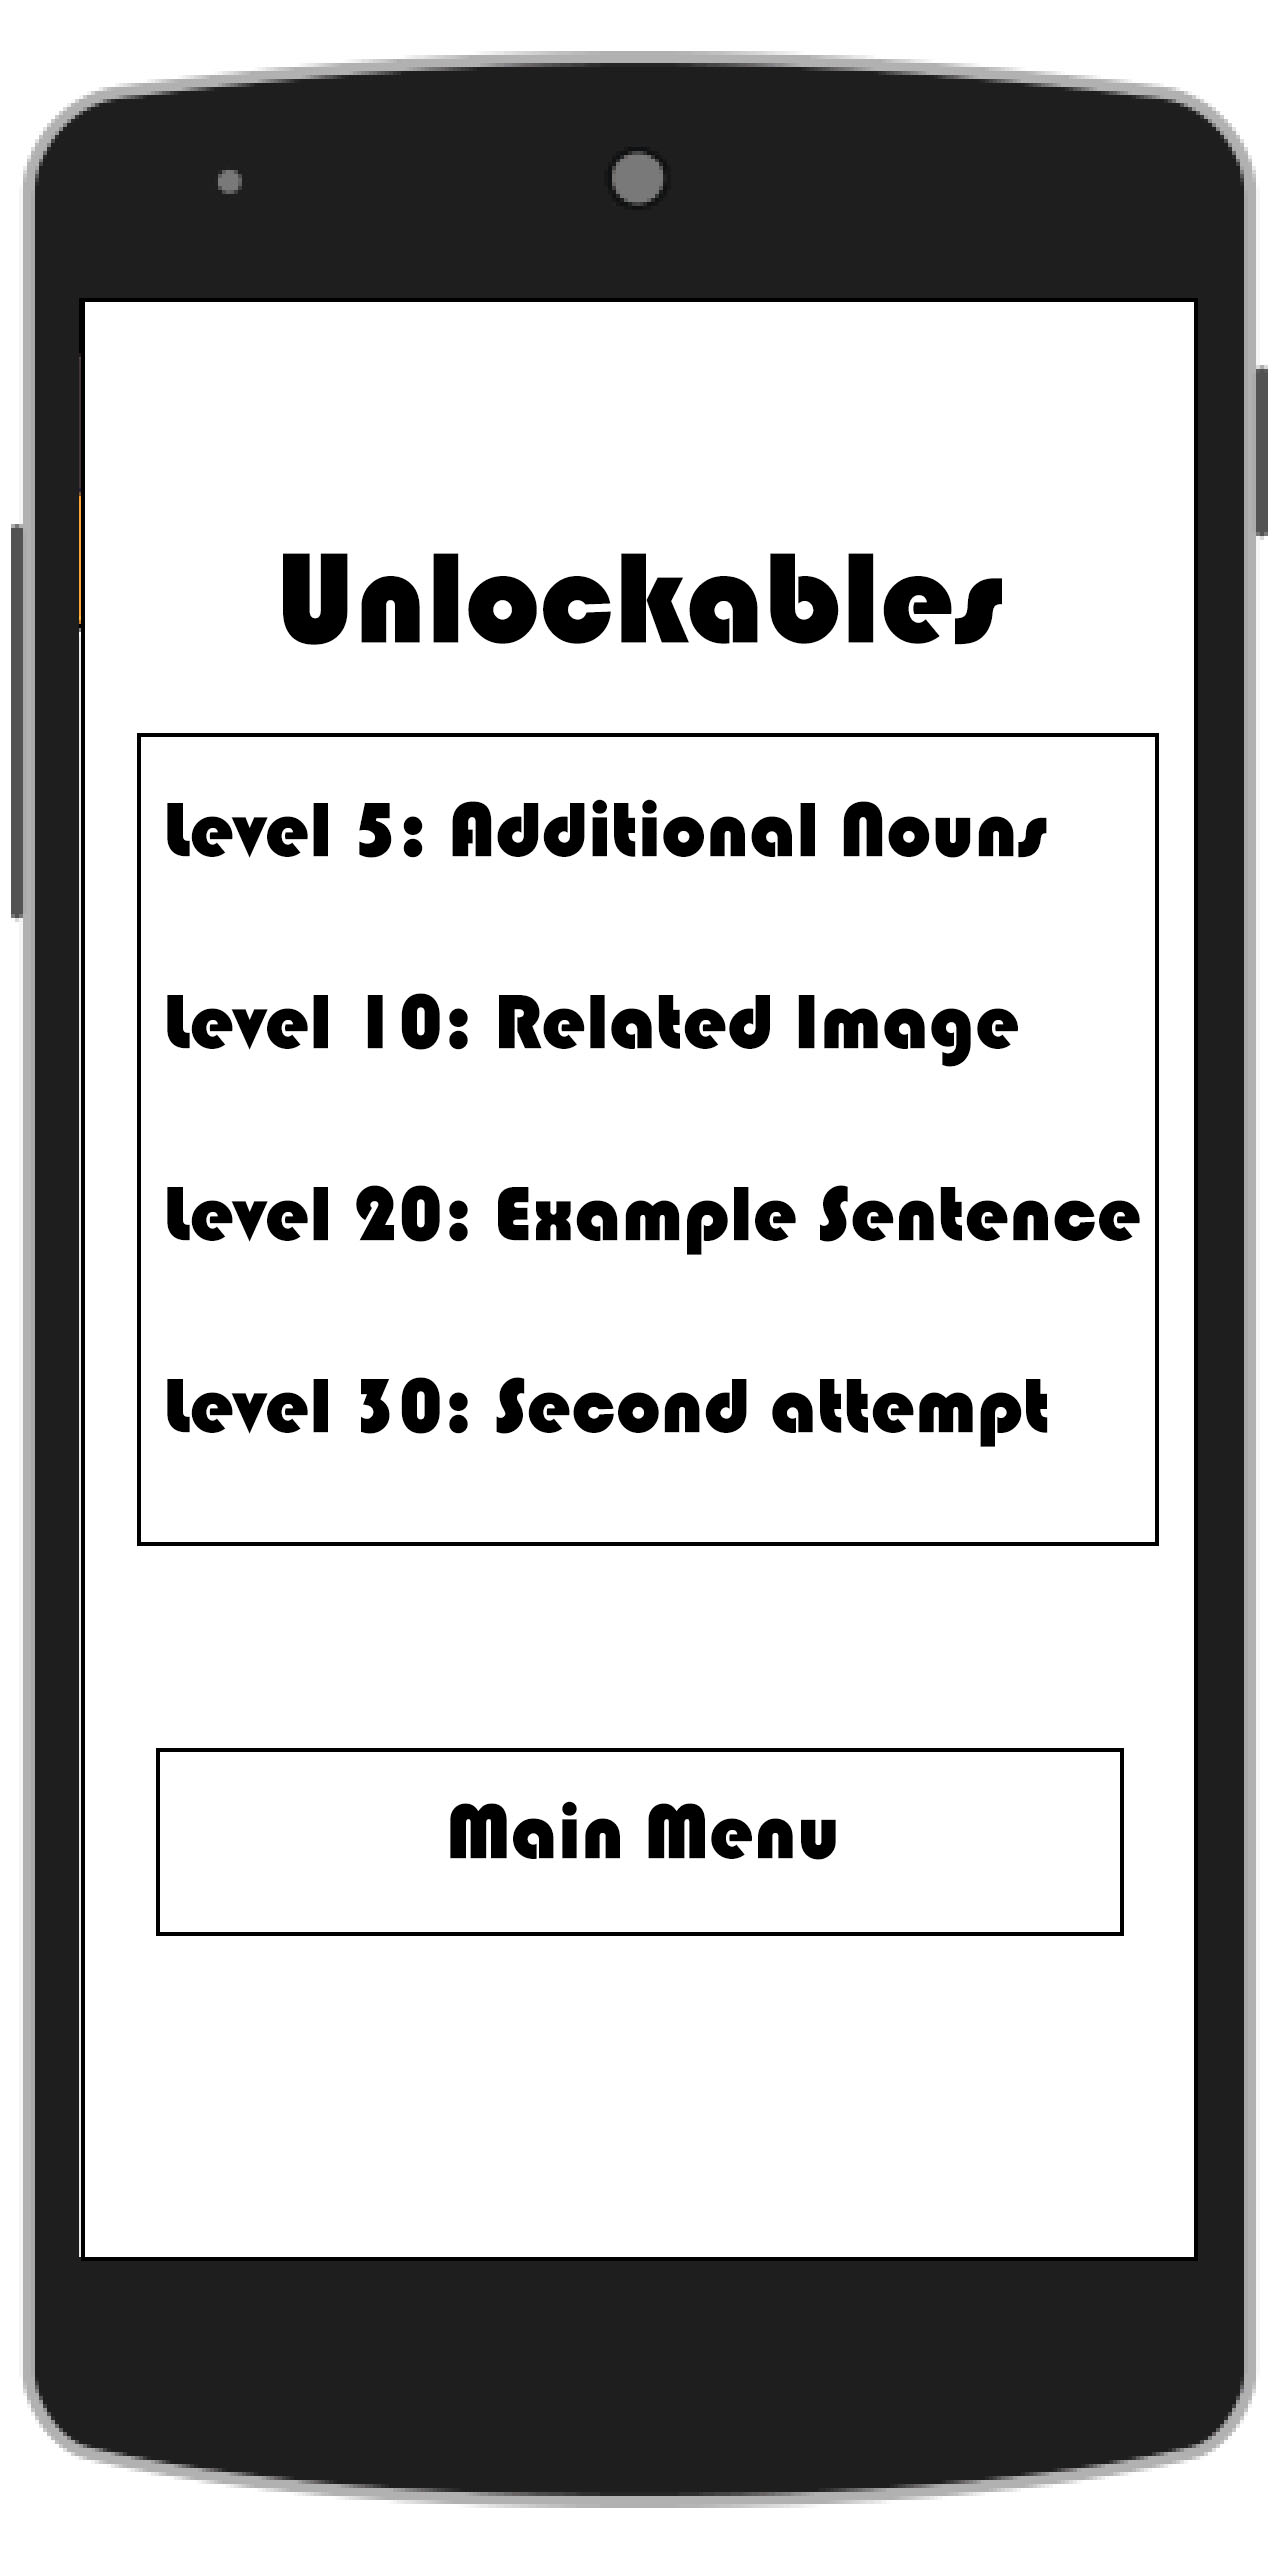 Unlockables
Level 5: Additional Nouns
Level 10: Related Image
Level 20: Example Sentence
Level 30: Second attempt
Main Menu